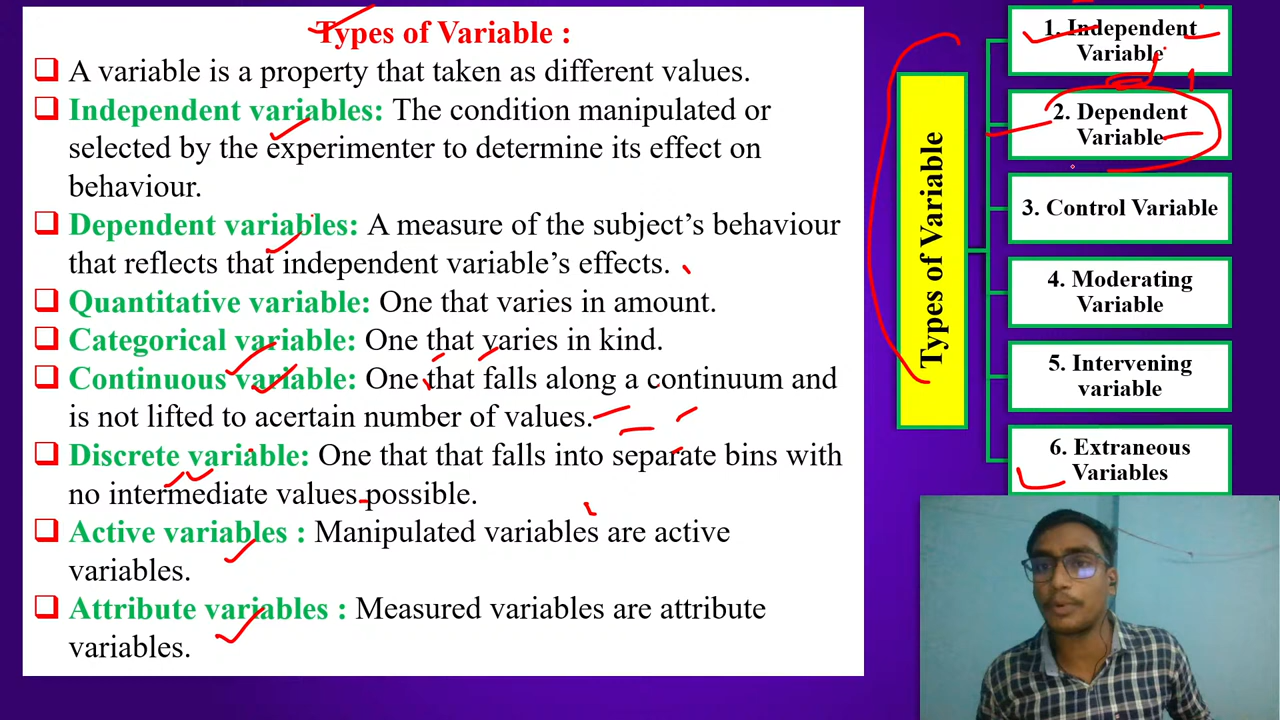 Types of Variable :
❑ A variable is a property that taken as different values.
❑ Independent variables: The condition manipulated or
selected by the experimenter to determine its effect on
behaviour.
❑ Dependent variables: A measure of the subject's behaviour
that reflects that independent variable's effects.
❑ Quantitative variable: One that varies in amount.
❑ Categorical variable: One that varies in kind.
❑ Continuous variable: One that falls along a continuum and
is not lifted to acertain number of values.
❑ Discrete variable: One that that falls into separate bins with
no intermediate values possible.
❑ Active variables : Manipulated variables are active
variables.
❑ Attribute variables : Measured variables are attribute
variables.
Types of Variable
1. Independent
Variable
2. Dependent
Variable
3. Control Variable
4. Moderating
Variable
5. Intervening
variable
6. Extraneous
Variables